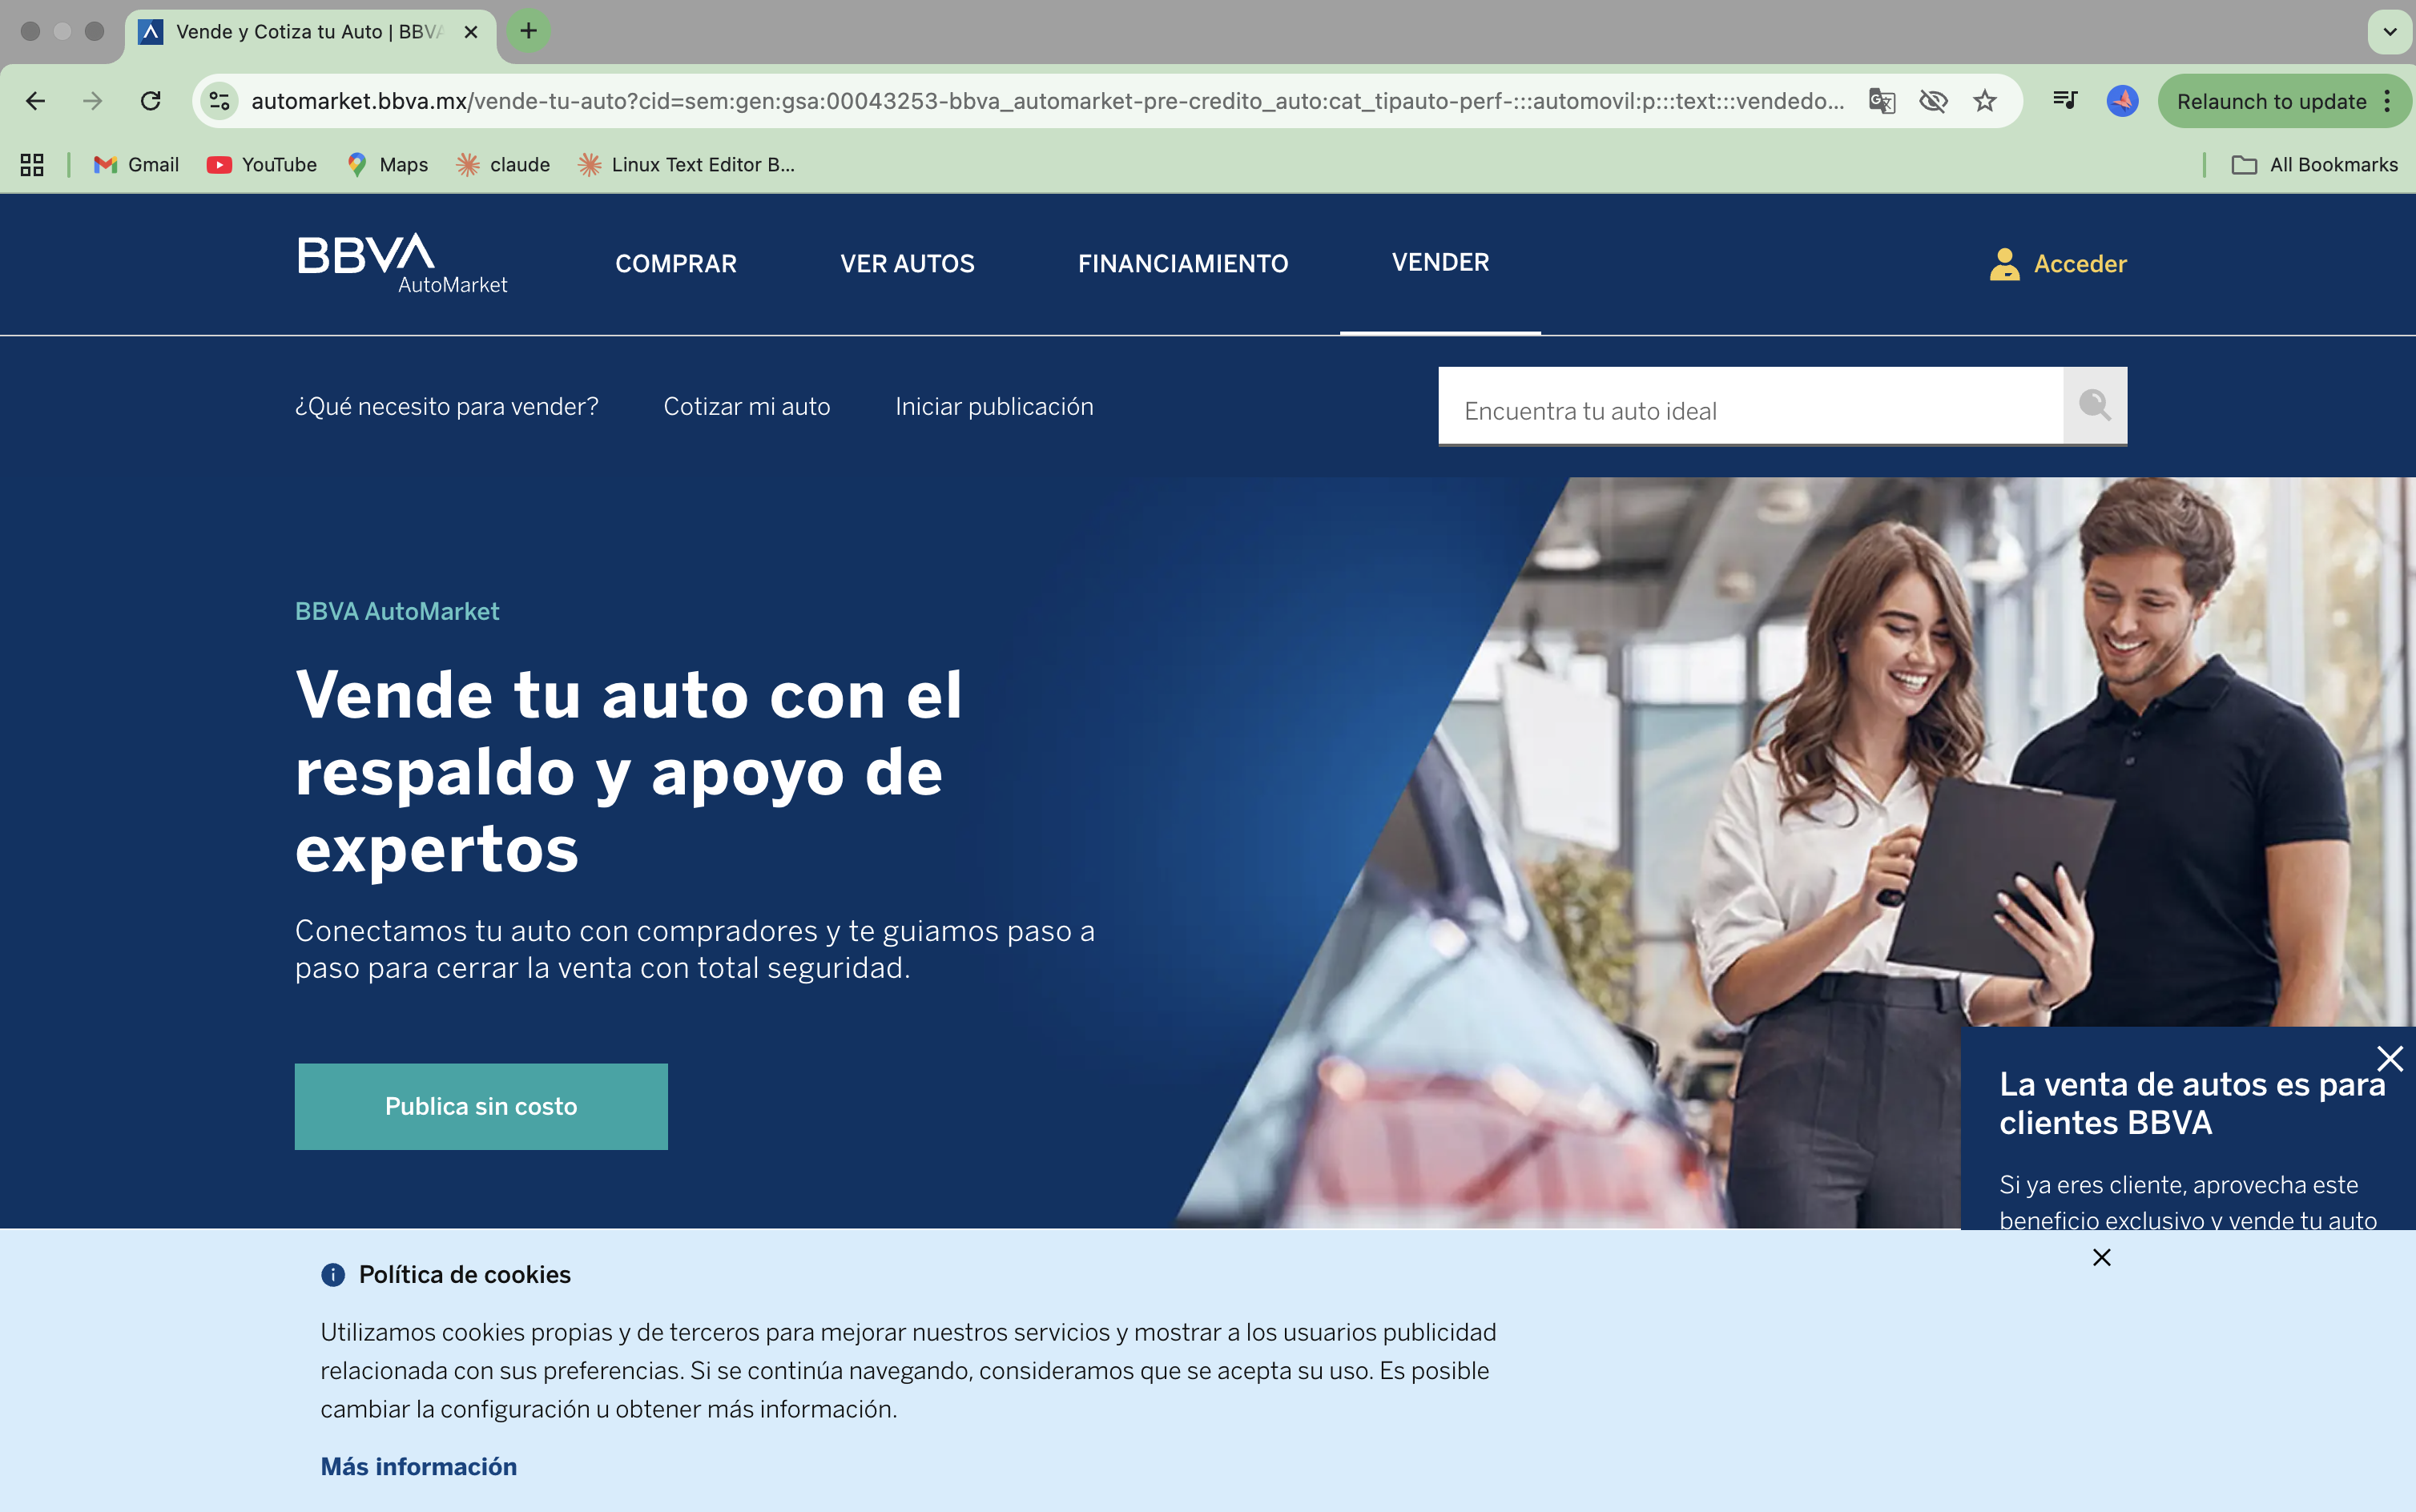 Vende y Cotiza tu Auto | BBVA
automarket.bbva.mx/vende-tu-auto?cid=sem:gen:gsa:00043253-bbva_automarket-pre-credito_auto:cat_tipauto-perf-:::automovil:p:::text:::vendedo...
Relaunch to update
Gmail
YouTube
Maps
claude
Linux Text Editor B...
All Bookmarks
BBVA
AutoMarket
COMPRAR
VER AUTOS
FINANCIAMIENTO
VENDER
Acceder
¿Qué necesito para vender?
Cotizar mi auto
Iniciar publicación
Encuentra tu auto ideal
BBVA AutoMarket
Vende tu auto con el
respaldo y apoyo de
expertos
Conectamos tu auto con compradores y te guiamos paso a
paso para cerrar la venta con total seguridad.
Publica sin costo
La venta de autos es para
clientes BBVA
Si ya eres cliente, aprovecha este
beneficio exclusivo y vende tu auto
Política de cookies
Utilizamos cookies propias y de terceros para mejorar nuestros servicios y mostrar a los usuarios publicidad
relacionada con sus preferencias. Si se continúa navegando, consideramos que se acepta su uso. Es posible
cambiar la configuración u obtener más información.
Más información